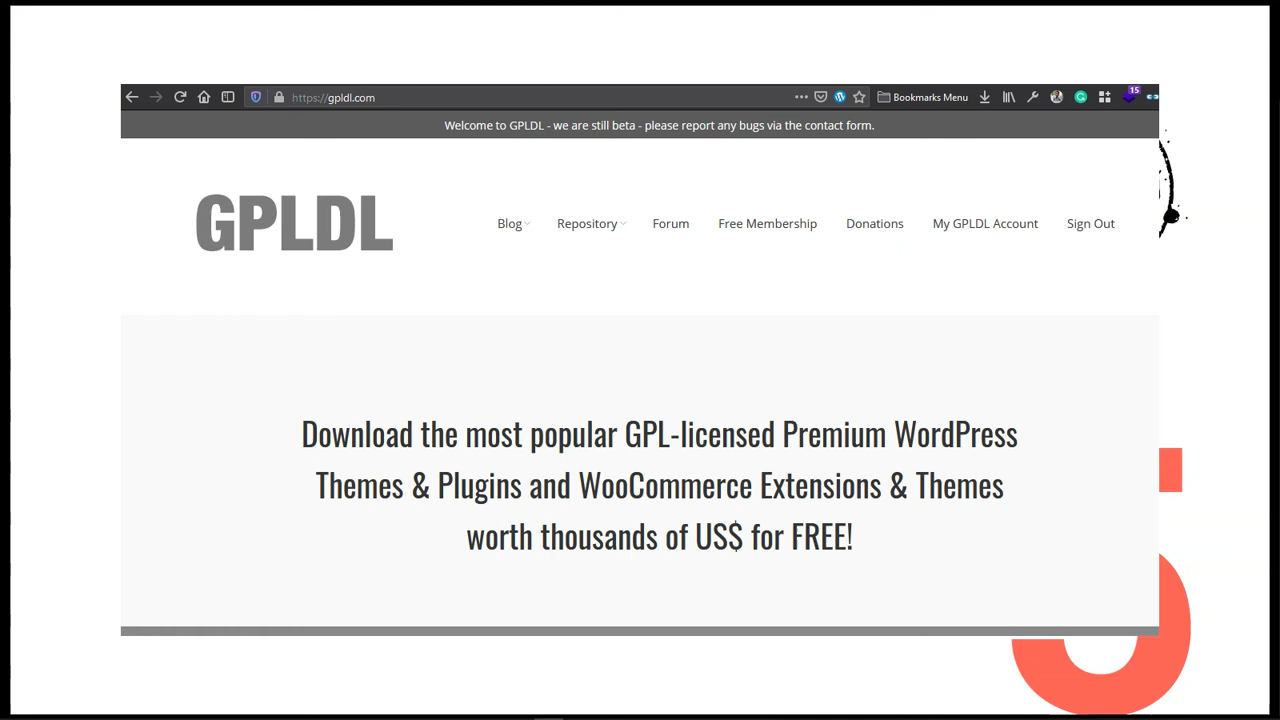 https://gpldl.com
Bookmarks Menu
15
Welcome to GPLDL - we are still beta - please report any bugs via the contact form.
GPLDL
Blog Repository Forum Free Membership Donations My GPLDL Account Sign Out
Download the most popular GPL-licensed Premium WordPress
Themes & Plugins and WooCommerce Extensions & Themes
worth thousands of US$ for FREE!
5